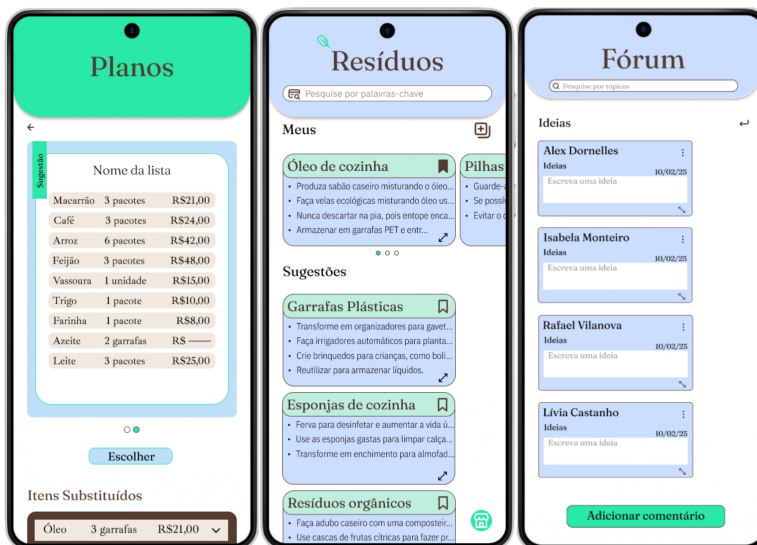 Planos
Sugestão
Nome da lista
Macarrão 3 pacotes R$21,00
Café 3 pacotes R$24,00
Arroz 6 pacotes R$42,00
Feijão 3 pacotes R$48,00
Vassoura 1 unidade R$15,00
Trigo 1 pacote R$10,00
Farinha 1 pacote R$8,00
Azeite 2 garrafas R$ --------
Leite 3 pacotes R$25,00
Escolher
Itens Substituídos
Óleo 3 garrafas R$21,00
Resíduos
Pesquise por palavras-chave
Meus
Óleo de cozinha
• Produza sabão caseiro misturando o óleo...
• Faça velas ecológicas misturando óleo us...
• Nunca descartar na pia, pois entope enca...
• Armazenar em garrafas PET e entr...
Pilhas
• Guarde-a
• Se possív
• Evitar o c
Sugestões
Garrafas Plásticas
• Transforme em organizadores para gavet...
• Faça irrigadores automáticos para planta...
• Crie brinquedos para crianças, como boli...
• Reutilizar para armazenar líquidos.
Esponjas de cozinha
• Ferva para desinfetar e aumentar a vida ú...
• Use as esponjas gastas para limpar calça...
• Transforme em enchimento para almofad...
Resíduos orgânicos
• Faça adubo caseiro com uma composteir...
• Use cascas de frutas cítricas para fazer pr...
Fórum
Pesquise por tópicos
Ideias
Alex Dornelles
Ideias
10/02/25
Escreva uma ideia
Isabela Monteiro
Ideias
10/02/25
Escreva uma ideia
Rafael Vilanova
Ideias
10/02/25
Escreva uma ideia
Lívia Castanho
Ideias
10/02/25
Escreva uma ideia
Adicionar comentário